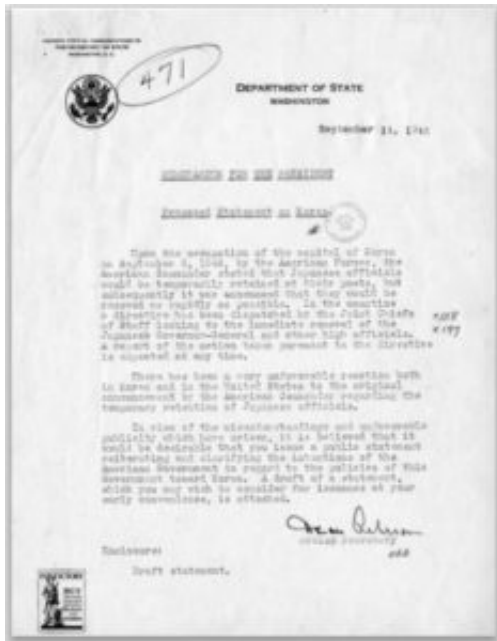 471
DEPARTMENT OF STATE
WASHINGTON
September
MEMORANDUM FOR THE PRESIDENT
Proposed Statement on Korea
Upon the occupation of the capital of Korea
on September by the American Forces, the
American Commander stated that Japanese officials
would be temporarily retained at their posts, but
subsequently it was announced that they would be
removed as rapidly as possible. In the meantime
a directive has been dispatched by the Joint Chiefs
of Staff looking to the immediate removal of the
Japanese Governor-General and other high officials.
A report of the action taken pursuant to the directive
is expected at any time.
There has been a very unfavorable reaction both
in Korea and in the United States to the original
announcement by the American Commander regarding the
temporary retention of Japanese officials.
In view of the misunderstandings and unfavorable
publicity which have arisen, it is believed that it
would be desirable that you issue a public statement
reiterating and clarifying the intentions of the
American Government in regard to the policies of this
Government toward Korea. A draft of a statement,
which you may wish to consider for issuance at your
early convenience, is attached.
Acting Secretary
Enclosure:
Draft statement.